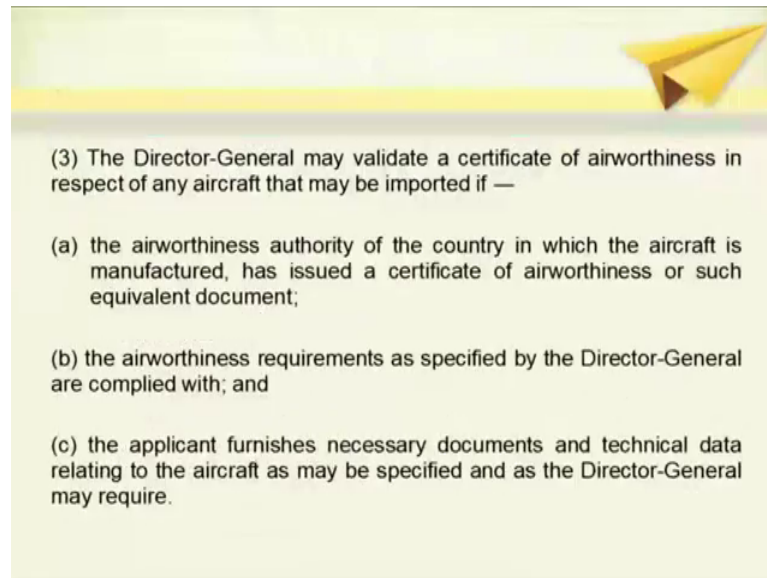 (3) The Director-General may validate a certificate of airworthiness in
respect of any aircraft that may be imported if —
(a) the airworthiness authority of the country in which the aircraft is
manufactured, has issued a certificate of airworthiness or such
equivalent document;
(b) the airworthiness requirements as specified by the Director-General
are complied with; and
(c) the applicant furnishes necessary documents and technical data
relating to the aircraft as may be specified and as the Director-General
may require.